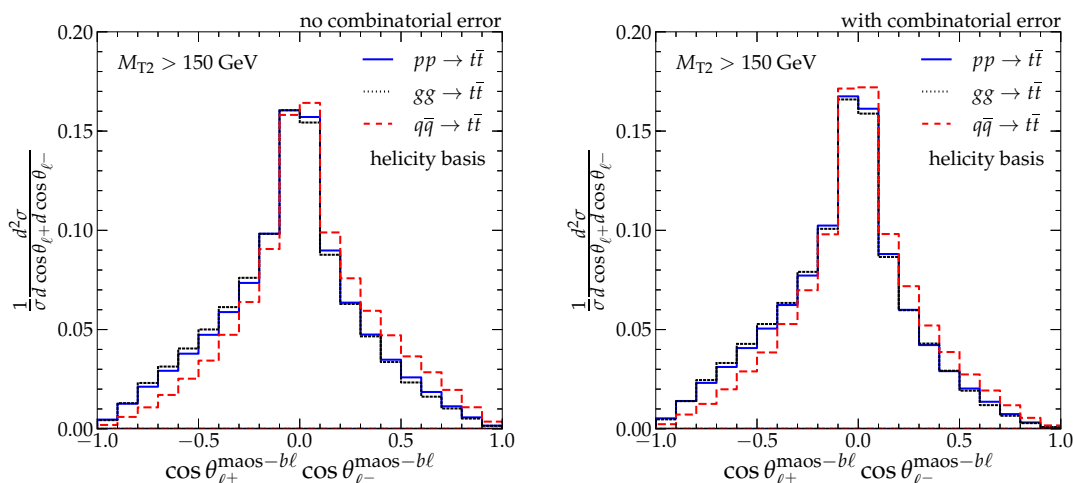 no combinatorial error
0.20
0.15
0.10
0.05
0.00
M_T2 > 150 GeV
pp → tt̄
gg → tt̄
qq̄ → tt̄
helicity basis
1/σ d²σ/d cos θ_ℓ+ d cos θ_ℓ−
−1.0 −0.5 0.0 0.5 1.0
cos θ_ℓ+^maos−bℓ cos θ_ℓ−^maos−bℓ
with combinatorial error
0.20
0.15
0.10
0.05
0.00
M_T2 > 150 GeV
pp → tt̄
gg → tt̄
qq̄ → tt̄
helicity basis
1/σ d²σ/d cos θ_ℓ+ d cos θ_ℓ−
−1.0 −0.5 0.0 0.5 1.0
cos θ_ℓ+^maos−bℓ cos θ_ℓ−^maos−bℓ